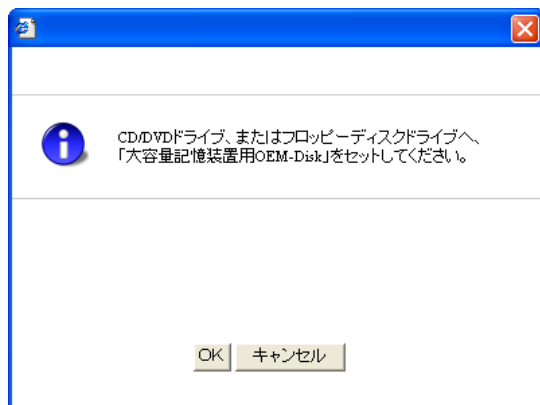 CD/DVDドライブ、またはフロッピーディスクドライブへ、
「大容量記憶装置用OEM-Disk」をセットしてください。
OK
キャンセル